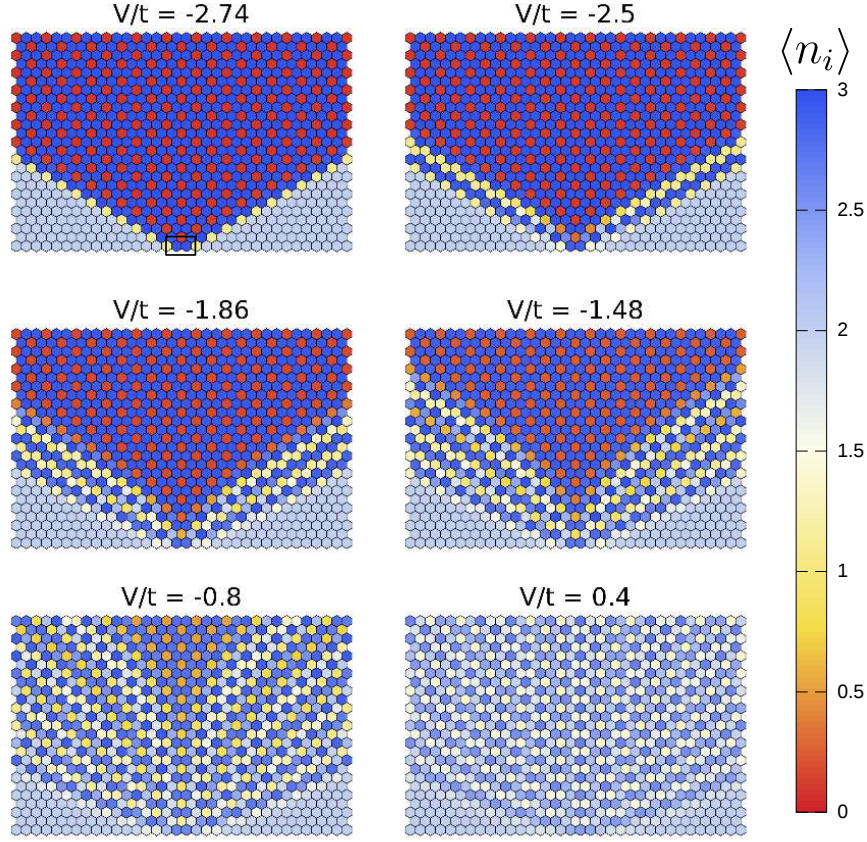 V/t = -2.74
V/t = -2.5
⟨nᵢ⟩
3
2.5
2
1.5
1
0.5
0
V/t = -1.86
V/t = -1.48
V/t = -0.8
V/t = 0.4